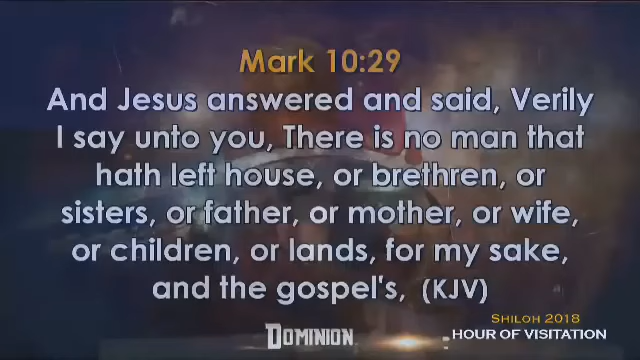 Mark 10:29
And Jesus answered and said, Verily
I say unto you, There is no man that
hath left house, or brethren, or
sisters, or father, or mother, or wife,
or children, or lands, for my sake,
and the gospel's, (KJV)
SHILOH 2018
DOMINION
HOUR OF VISITATION